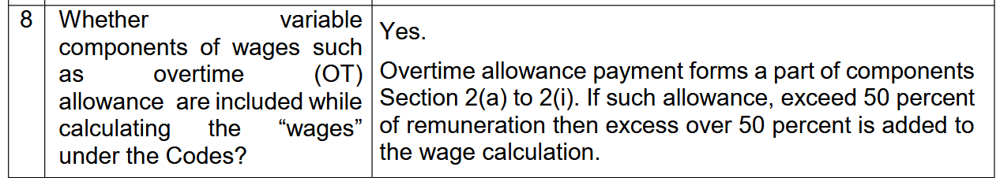 8
Whether variable
components of wages such
as overtime (OT)
allowance are included while
calculating the “wages”
under the Codes?
Yes.
Overtime allowance payment forms a part of components
Section 2(a) to 2(i). If such allowance, exceed 50 percent
of remuneration then excess over 50 percent is added to
the wage calculation.